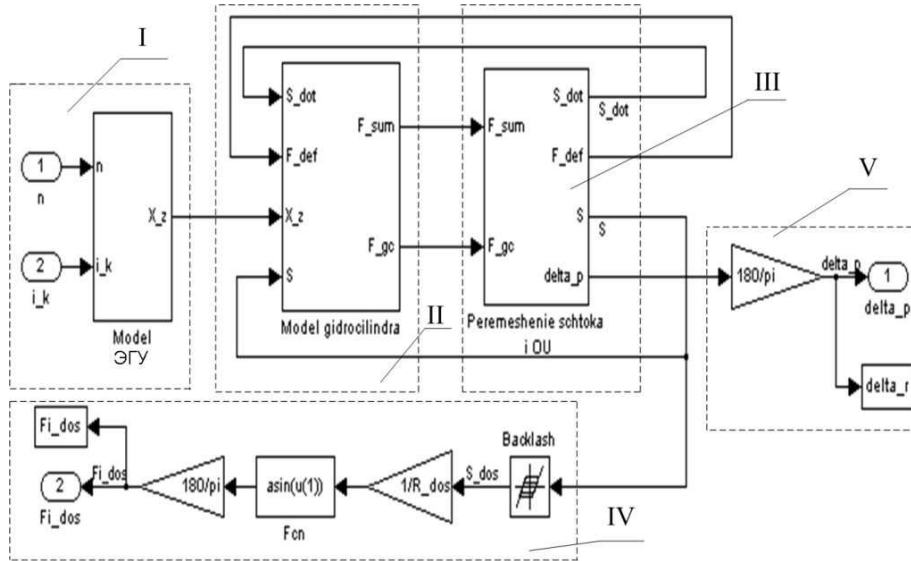 I
1
n
2
i_k
n
i_k
X_z
Model
ЭГУ
S_dot
F_def
X_z
S
F_sum
F_gc
Model gidrocilindra
II
F_sum
F_gc
S_dot
F_def
S
delta_p
S_dot
S
Peremeshenie schtoka
i OU
III
V
180/pi
delta_p
1
delta_p
delta_r
Fi_dos
2
Fi_dos
Fi_dos
180/pi
asin(u(1))
Fcn
1/R_dos
S_dos
Backlash
IV